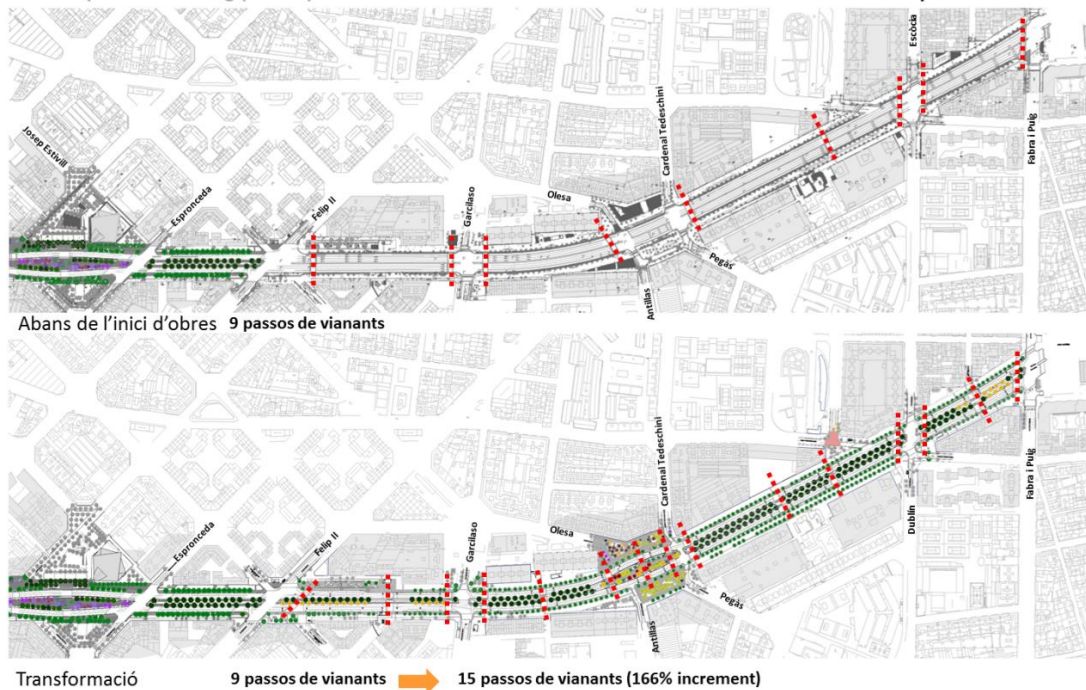 Josep Estivill
Espronceda
Felip II
Garcilaso
Olesa
Antillas
Cardenal Tedeschini
Pegàs
Escòcia
Fabra i Puig
Abans de l'inici d'obres 9 passos de vianants
Espronceda
Felip II
Garcilaso
Olesa
Antillas
Cardenal Tedeschini
Pegàs
Dublín
Fabra i Puig
Transformació 9 passos de vianants 15 passos de vianants (166% increment)